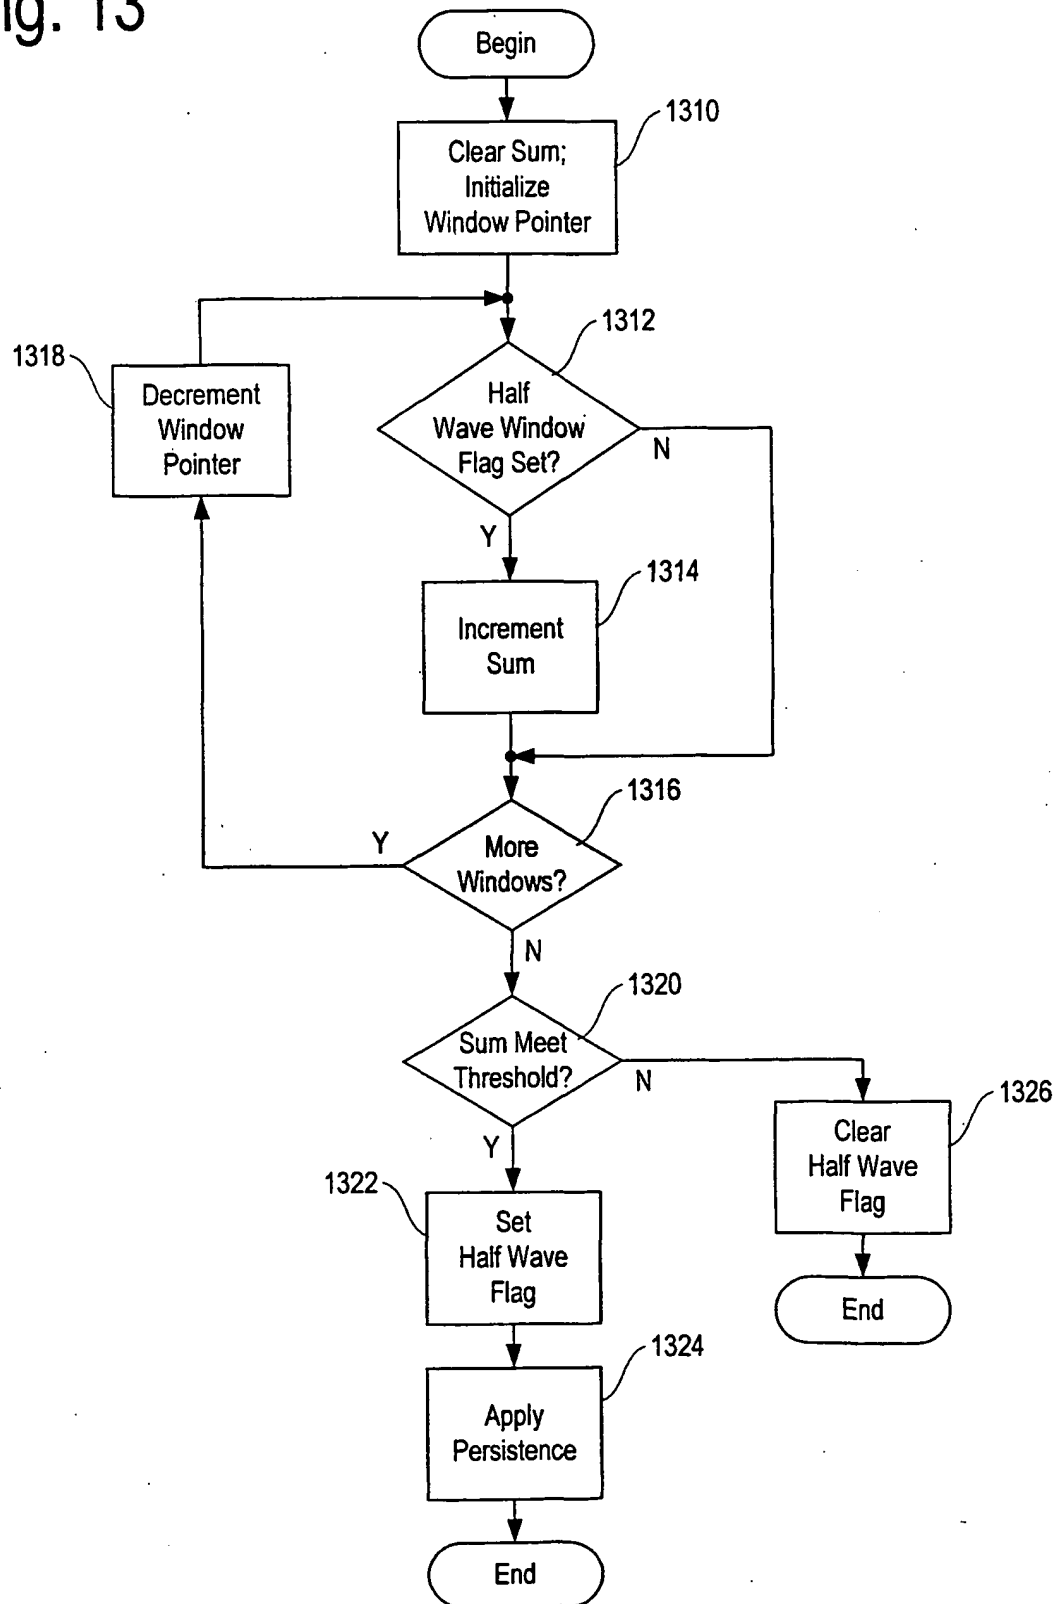 ig. 13
Begin
1310
Clear Sum;
Initialize
Window Pointer
1312
1318
Decrement
Window
Pointer
Half
Wave Window
Flag Set?
N
Y
1314
Increment
Sum
1316
Y
More
Windows?
N
1320
Sum Meet
Threshold?
N
1326
Clear
Half Wave
Flag
Y
1322
Set
Half Wave
Flag
End
1324
Apply
Persistence
End